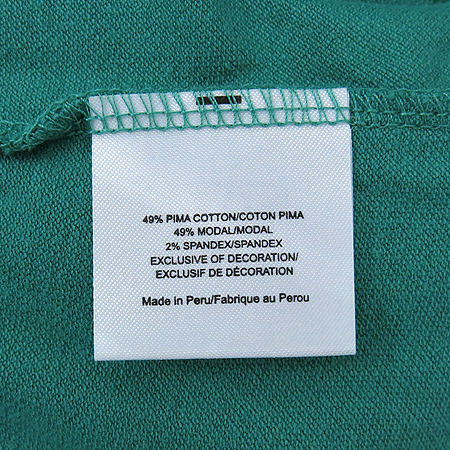 49% PIMA COTTON/COTON PIMA
49% MODAL/MODAL
2% SPANDEX/SPANDEX
EXCLUSIVE OF DECORATION/
EXCLUSIF DE DÉCORATION
Made in Peru/Fabrique au Perou